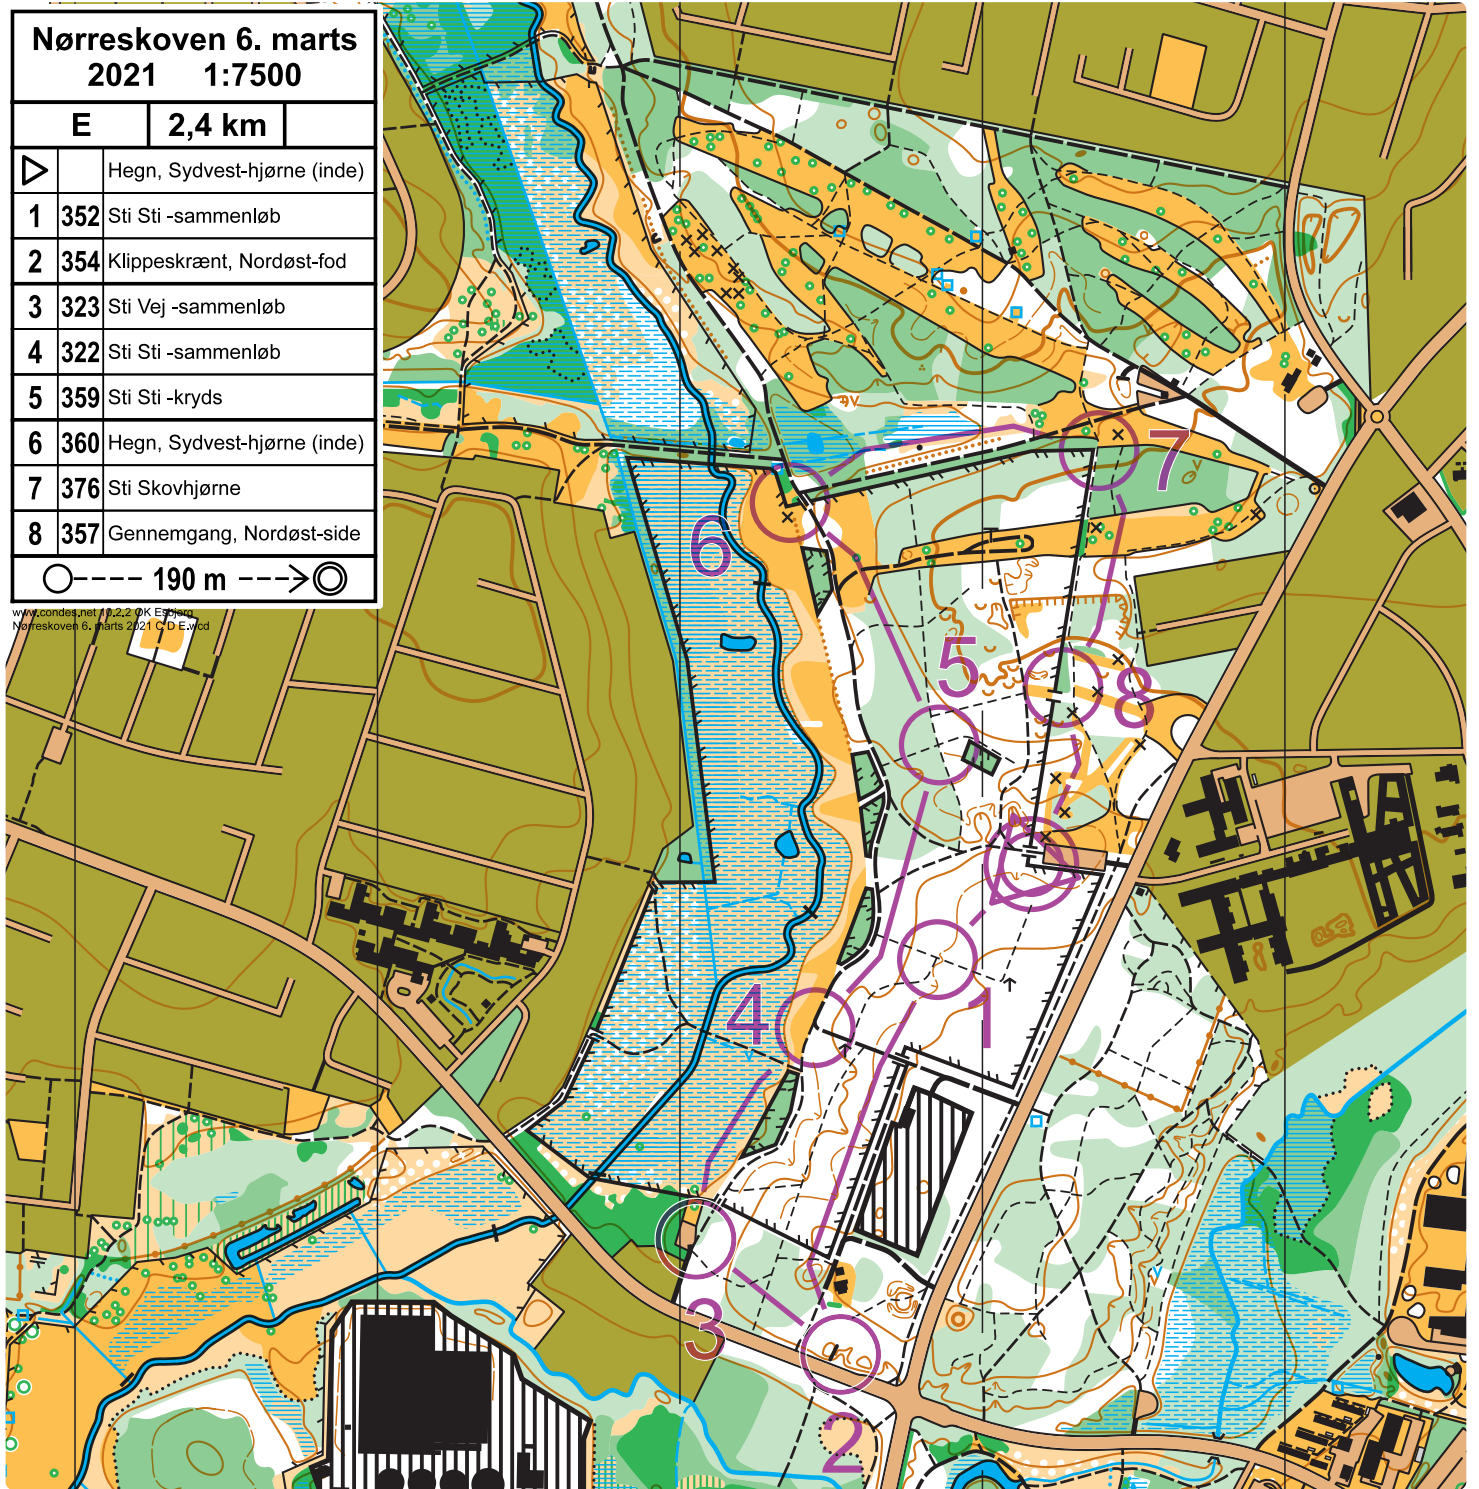 Nørreskoven 6. marts
2021 1:7500
E 2,4 km
Hegn, Sydvest-hjørne (inde)
1 352 Sti Sti -sammenløb
2 354 Klippeskrænt, Nordøst-fod
3 323 Sti Vej -sammenløb
4 322 Sti Sti -sammenløb
5 359 Sti Sti -kryds
6 360 Hegn, Sydvest-hjørne (inde)
7 376 Sti Skovhjørne
8 357 Gennemgang, Nordøst-side
190 m
www.condes.net 10.2.2 OK Esbjerg
Nørreskoven 6. marts 2021 C D E.wcd
7
6
5
8
4
1
3
2